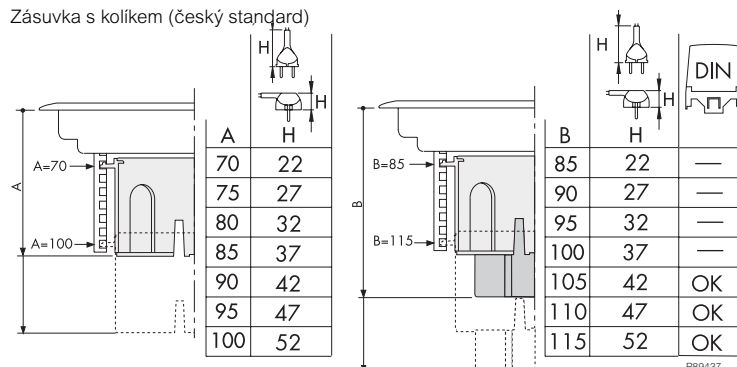 Zásuvka s kolíkem (český standard)
H
H
A H
A=70
A=100
A
70 22
75 27
80 32
85 37
90 42
95 47
100 52
H
H
DIN
B H
B=85
B=115
B
85 22 —
90 27 —
95 32 —
100 37 —
105 42 OK
110 47 OK
115 52 OK